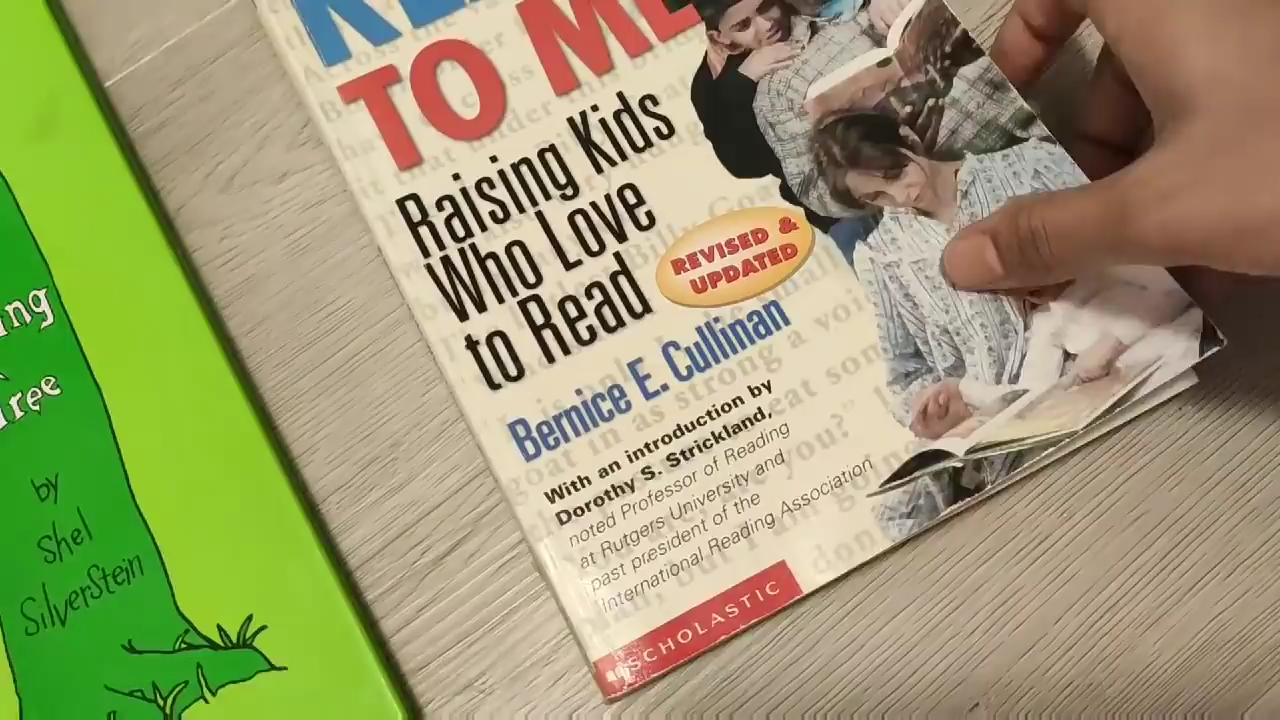 TO ME
Raising Kids
Who Love
to Read
REVISED &
UPDATED
Bernice E. Cullinan
With an introduction by
Dorothy S. Strickland,
noted Professor of Reading
at Rutgers University and
past president of the
International Reading Association
SCHOLASTIC
ing
ree
by
Shel
SilverStein